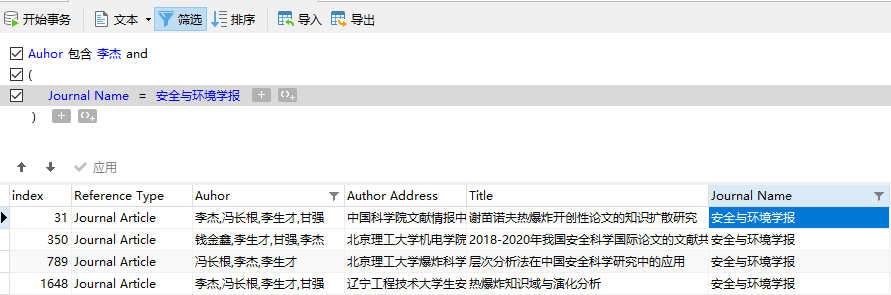 开始事务 文本 筛选 排序 导入 导出
Auhor 包含 李杰 and
(
Journal Name = 安全与环境学报
)
应用
index Reference Type Auhor Author Address Title Journal Name
31 Journal Article 李杰,冯长根,李生才,甘强 中国科学院文献情报中 谢苗诺夫热爆炸开创性论文的知识扩散研究 安全与环境学报
350 Journal Article 钱金鑫,李生才,甘强,李杰 北京理工大学机电学院 2018-2020年我国安全科学国际论文的文献共 安全与环境学报
789 Journal Article 冯长根,李杰,李生才 北京理工大学爆炸科学 层次分析法在中国安全科学研究中的应用 安全与环境学报
1648 Journal Article 李杰,冯长根,李生才,甘强 辽宁工程技术大学生安 热爆炸知识域与演化分析 安全与环境学报